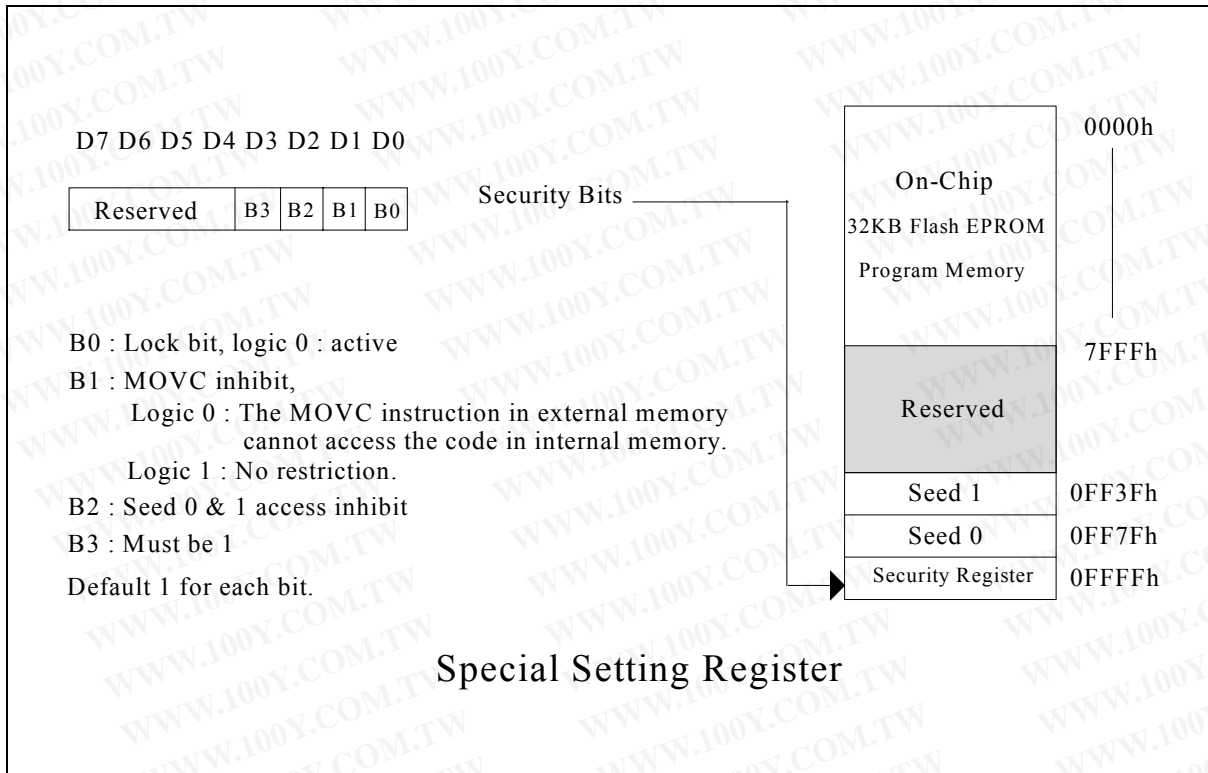 D7 D6 D5 D4 D3 D2 D1 D0
Reserved B3 B2 B1 B0
Security Bits
B0 : Lock bit, logic 0 : active
B1 : MOVC inhibit,
Logic 0 : The MOVC instruction in external memory
cannot access the code in internal memory.
Logic 1 : No restriction.
B2 : Seed 0 & 1 access inhibit
B3 : Must be 1
Default 1 for each bit.
On-Chip
32KB Flash EPROM
Program Memory
0000h
7FFFh
Reserved
Seed 1 0FF3Fh
Seed 0 0FF7Fh
Security Register 0FFFFh
Special Setting Register
WWW.100Y.COM.TW